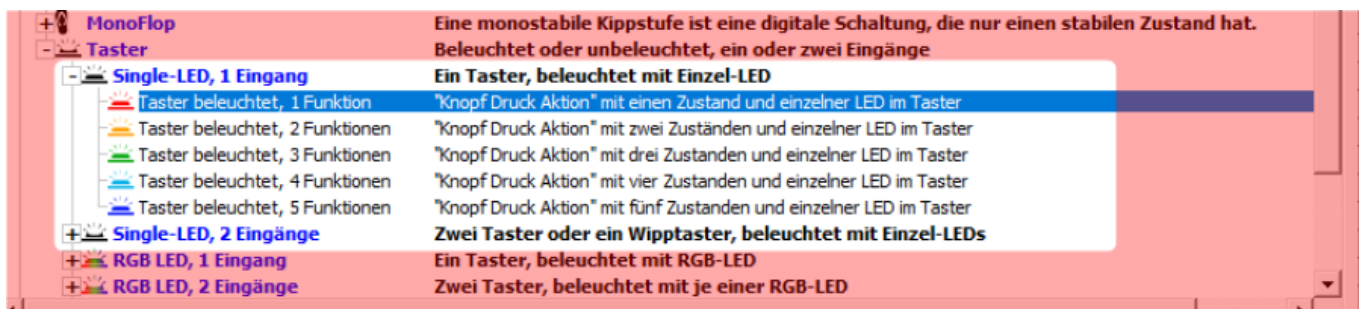 MonoFlop Eine monostabile Kippstufe ist eine digitale Schaltung, die nur einen stabilen Zustand hat.
Taster Beleuchtet oder unbeleuchtet, ein oder zwei Eingänge
Single-LED, 1 Eingang Ein Taster, beleuchtet mit Einzel-LED
Taster beleuchtet, 1 Funktion "Knopf Druck Aktion" mit einen Zustand und einzelner LED im Taster
Taster beleuchtet, 2 Funktionen "Knopf Druck Aktion" mit zwei Zuständen und einzelner LED im Taster
Taster beleuchtet, 3 Funktionen "Knopf Druck Aktion" mit drei Zustanden und einzelner LED im Taster
Taster beleuchtet, 4 Funktionen "Knopf Druck Aktion" mit vier Zustanden und einzelner LED im Taster
Taster beleuchtet, 5 Funktionen "Knopf Druck Aktion" mit fünf Zustanden und einzelner LED im Taster
Single-LED, 2 Eingänge Zwei Taster oder ein Wipptaster, beleuchtet mit Einzel-LEDs
RGB LED, 1 Eingang Ein Taster, beleuchtet mit RGB-LED
RGB LED, 2 Eingänge Zwei Taster, beleuchtet mit je einer RGB-LED